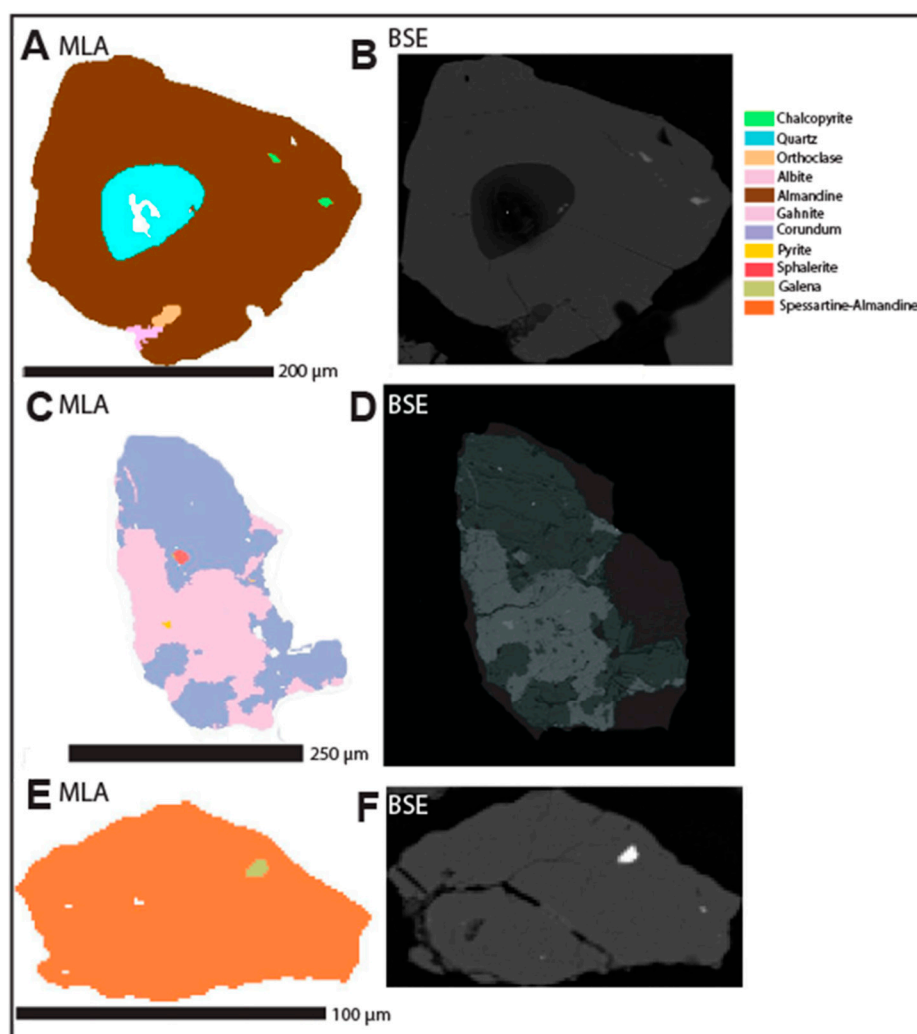 A MLA
B BSE
Chalcopyrite
Quartz
Orthoclase
Albite
Almandine
Gahnite
Corundum
Pyrite
Sphalerite
Galena
Spessartine-Almandine
200 µm
C MLA
D BSE
250 µm
E MLA
F BSE
100 µm